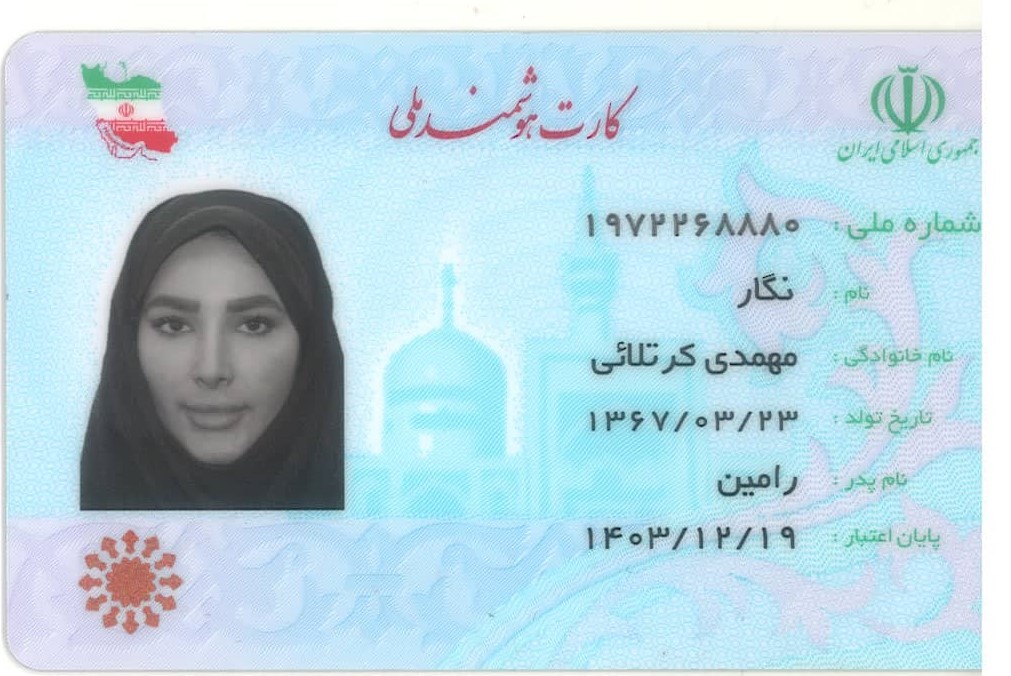 کارت هوشمند ملی
جمهوری اسلامی ایران
شماره ملی : ۱۹۷۲۲۶۸۸۸۰
نام : نگار
نام خانوادگی : مهمدی کرتلائی
تاریخ تولد : ۱۳۶۷/۰۳/۲۳
نام پدر : رامین
پایان اعتبار : ۱۴۰۳/۱۲/۱۹